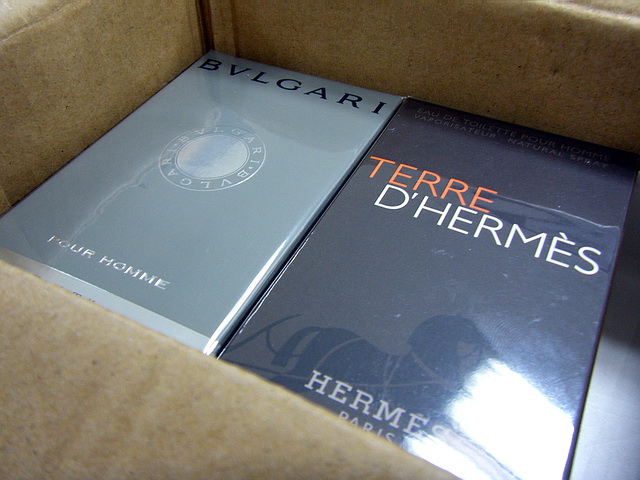 BVLGARI
BVLGARI • BVLGARI
POUR HOMME
EAU DE TOILETTE POUR HOMME
VAPORISATEUR NATURAL SPRAY
TERRE
D'HERMÈS
HERMÈS
PARIS